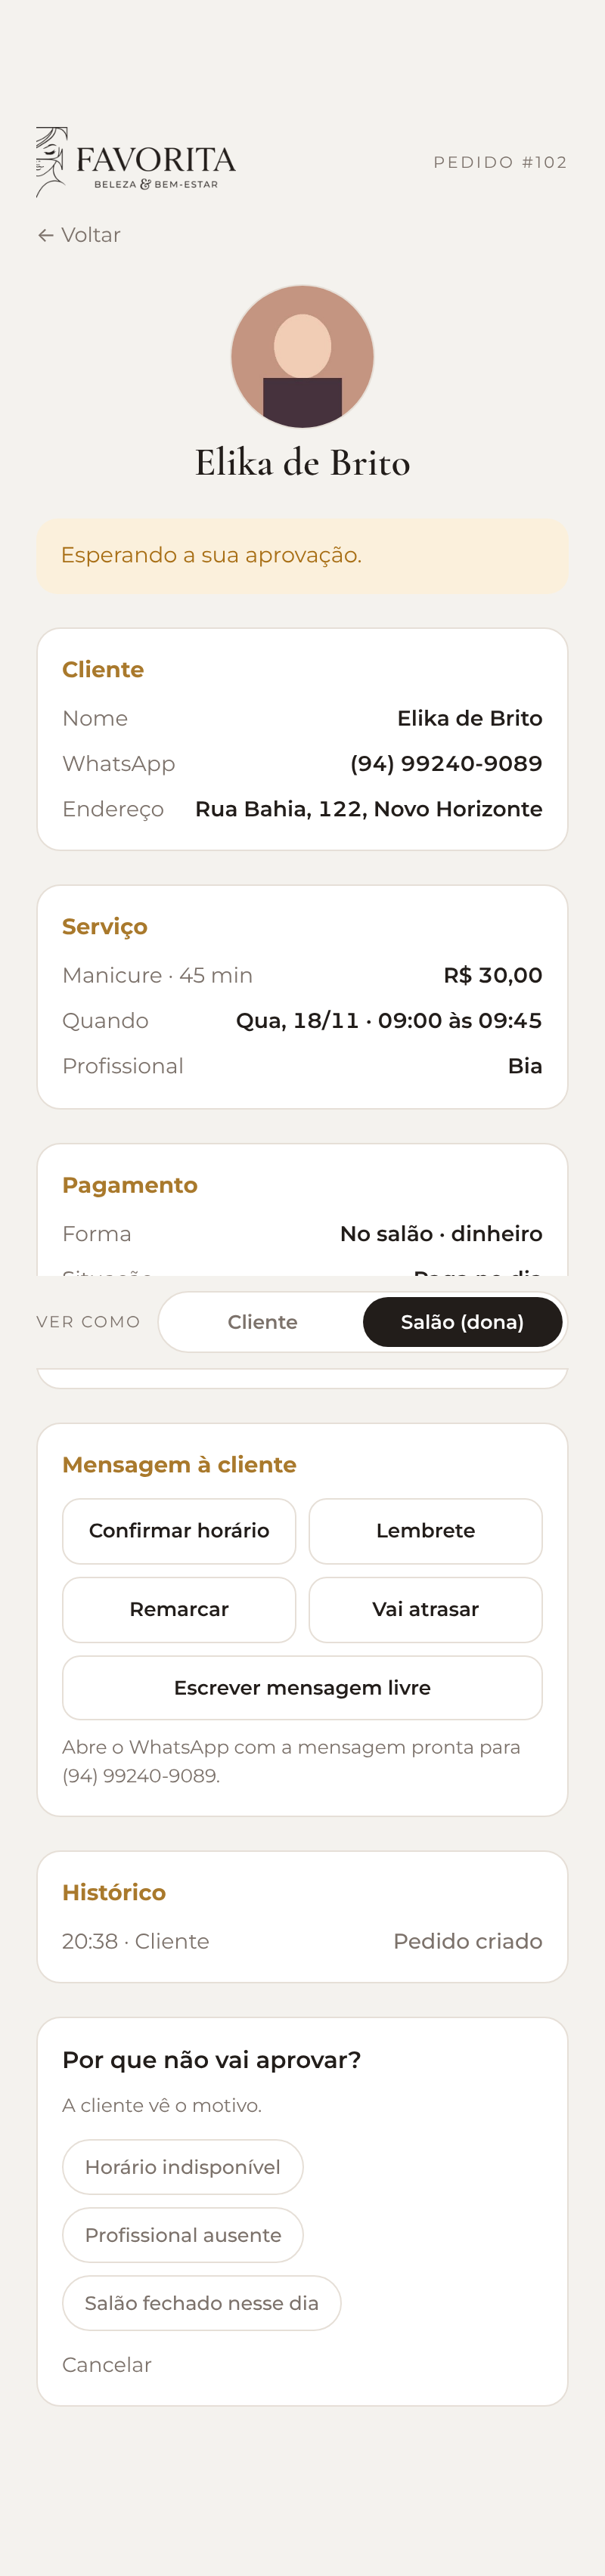 FAVORITA
BELEZA & BEM-ESTAR
PEDIDO #102
← Voltar
Elika de Brito
Esperando a sua aprovação.
Cliente
Nome Elika de Brito
WhatsApp (94) 99240-9089
Endereço Rua Bahia, 122, Novo Horizonte
Serviço
Manicure · 45 min R$ 30,00
Quando Qua, 18/11 · 09:00 às 09:45
Profissional Bia
Pagamento
Forma No salão · dinheiro
VER COMO Cliente Salão (dona)
Mensagem à cliente
Confirmar horário Lembrete
Remarcar Vai atrasar
Escrever mensagem livre
Abre o WhatsApp com a mensagem pronta para
(94) 99240-9089.
Histórico
20:38 · Cliente Pedido criado
Por que não vai aprovar?
A cliente vê o motivo.
Horário indisponível
Profissional ausente
Salão fechado nesse dia
Cancelar